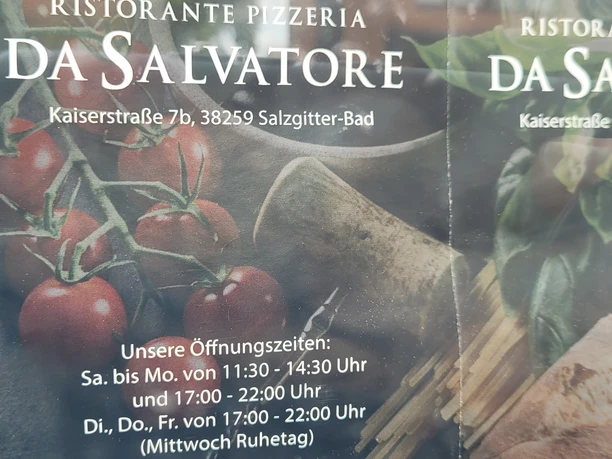 RISTORANTE PIZZERIA
DA SALVATORE
Kaiserstraße 7b, 38259 Salzgitter-Bad
Unsere Öffnungszeiten:
Sa. bis Mo. von 11:30 - 14:30 Uhr
und 17:00 - 22:00 Uhr
Di., Do., Fr. von 17:00 - 22:00 Uhr
(Mittwoch Ruhetag)
RISTORA
DA SA
Kaiserstraße